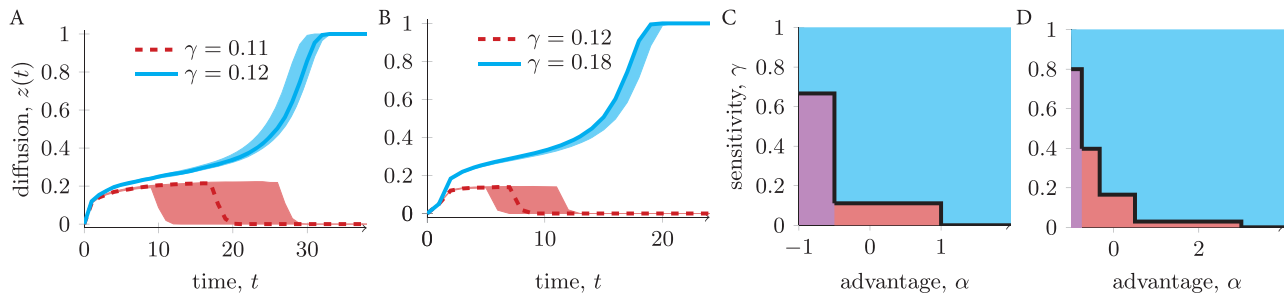 A
diffusion, z(t)
1
0.8
0.6
0.4
0.2
0
γ = 0.11
γ = 0.12
0
10
20
30
time, t
B
1
0.8
0.6
0.4
0.2
0
γ = 0.12
γ = 0.18
0
10
20
time, t
C
sensitivity, γ
1
0.8
0.6
0.4
0.2
0
−1
0
1
advantage, α
D
1
0.8
0.6
0.4
0.2
0
0
2
advantage, α